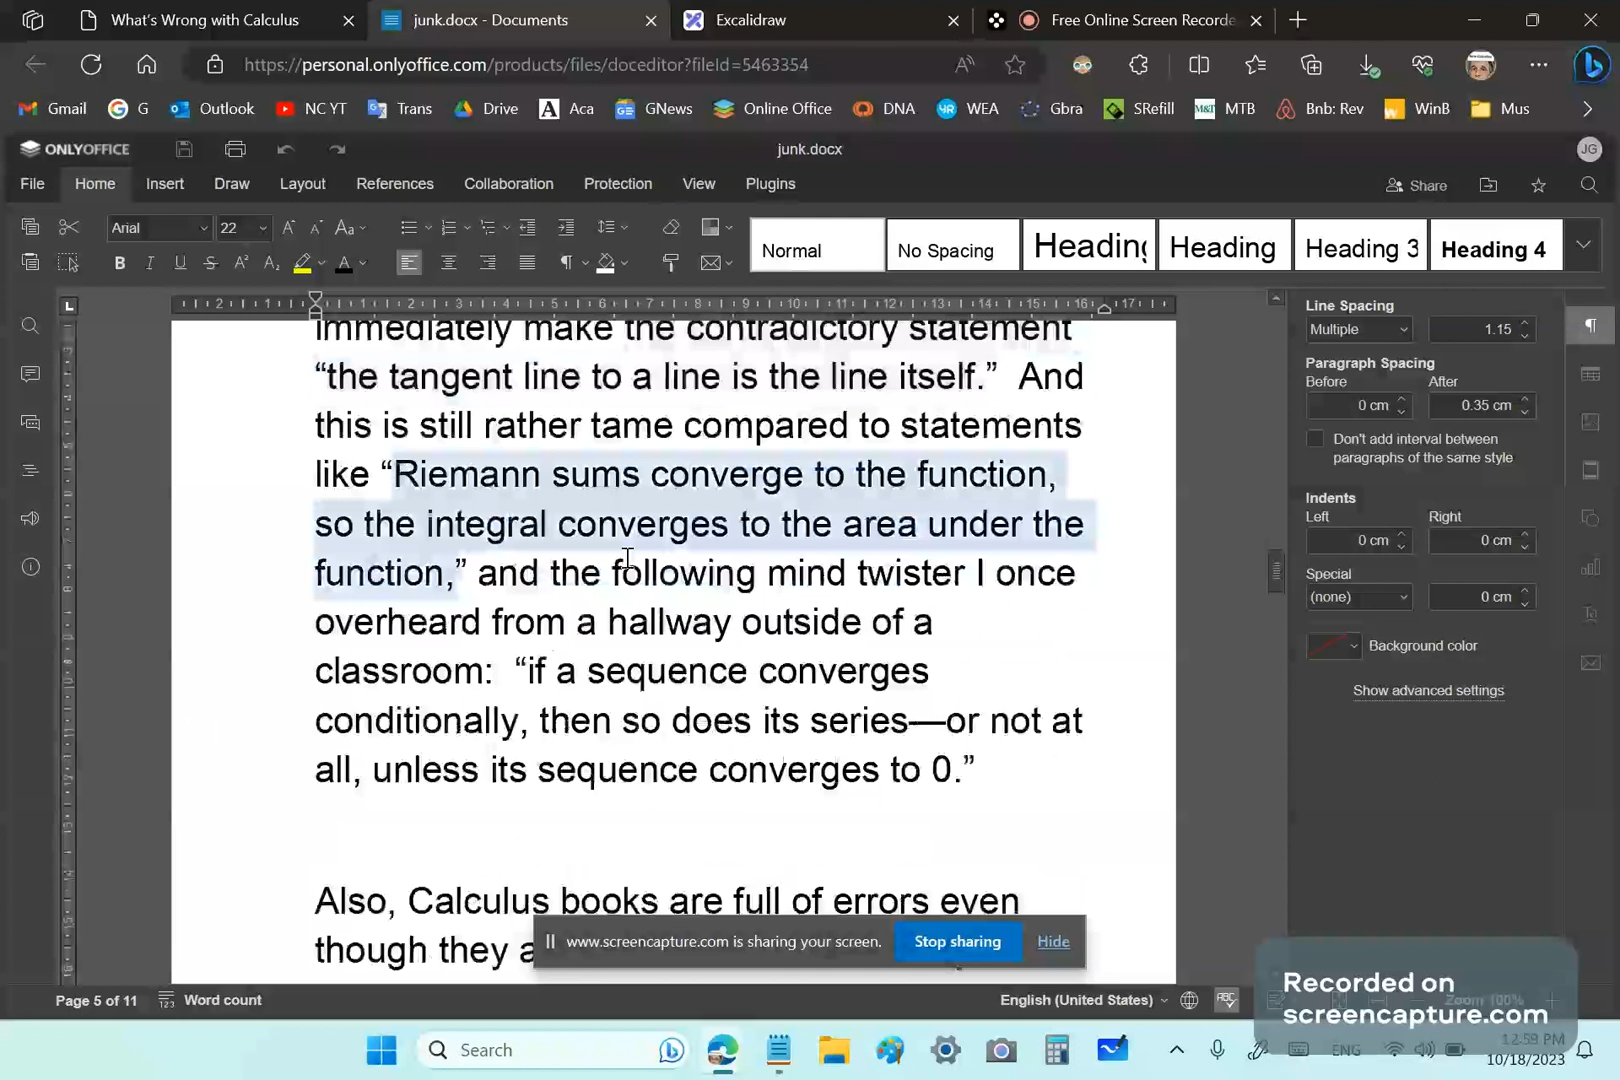 What's Wrong with Calculus
junk.docx - Documents
Excalidraw
Free Online Screen Recorde
https://personal.onlyoffice.com/products/files/doceditor?fileId=5463354
Gmail G Outlook NC YT Trans Drive Aca GNews Online Office DNA WEA Gbra SRefill MTB Bnb: Rev WinB Mus
ONLYOFFICE
junk.docx
JG
File Home Insert Draw Layout References Collaboration Protection View Plugins Share
Arial 22
Normal No Spacing Heading Heading Heading 3 Heading 4
immediately make the contradictory statement
“the tangent line to a line is the line itself.” And
this is still rather tame compared to statements
like “Riemann sums converge to the function,
so the integral converges to the area under the
function,” and the following mind twister I once
overheard from a hallway outside of a
classroom: “if a sequence converges
conditionally, then so does its series—or not at
all, unless its sequence converges to 0.”
Also, Calculus books are full of errors even
though they a
Line Spacing
Multiple 1.15
Paragraph Spacing
Before After
0 cm 0.35 cm
Don't add interval between
paragraphs of the same style
Indents
Left Right
0 cm 0 cm
Special
(none) 0 cm
Background color
Show advanced settings
www.screencapture.com is sharing your screen. Stop sharing Hide
Page 5 of 11 Word count English (United States) Zoom 100%
Recorded on
screencapture.com
Search
ENG
12:59 PM
10/18/2023